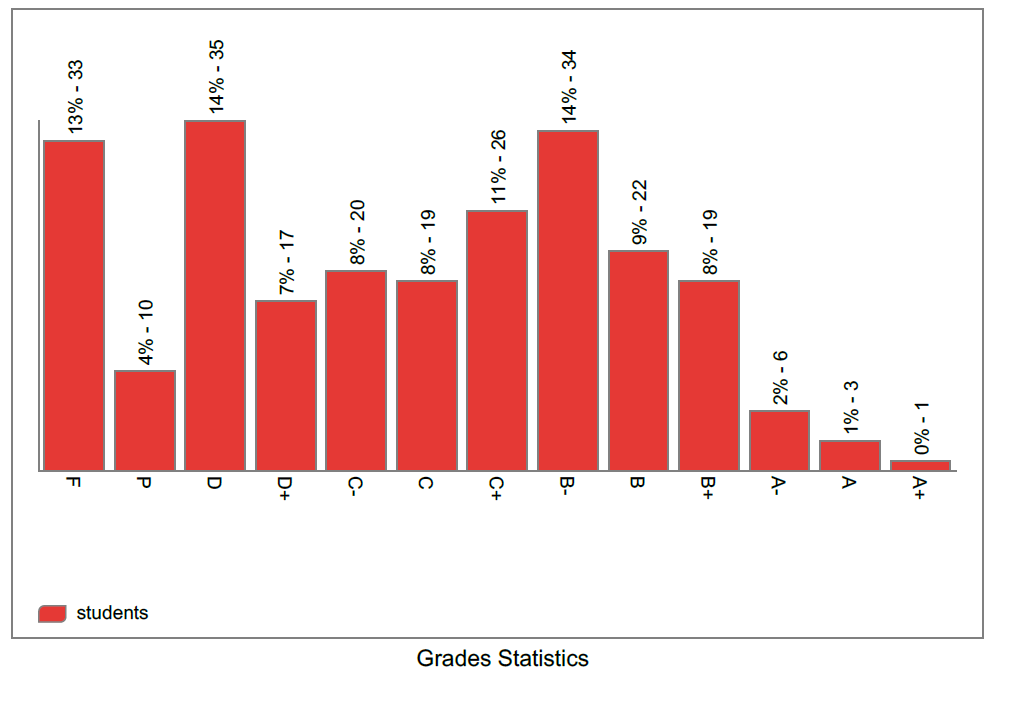 13% - 33
4% - 10
14% - 35
7% - 17
8% - 20
8% - 19
11% - 26
14% - 34
9% - 22
8% - 19
2% - 6
1% - 3
0% - 1
F
P
D
D+
C-
C
C+
B-
B
B+
A-
A
A+
students
Grades Statistics